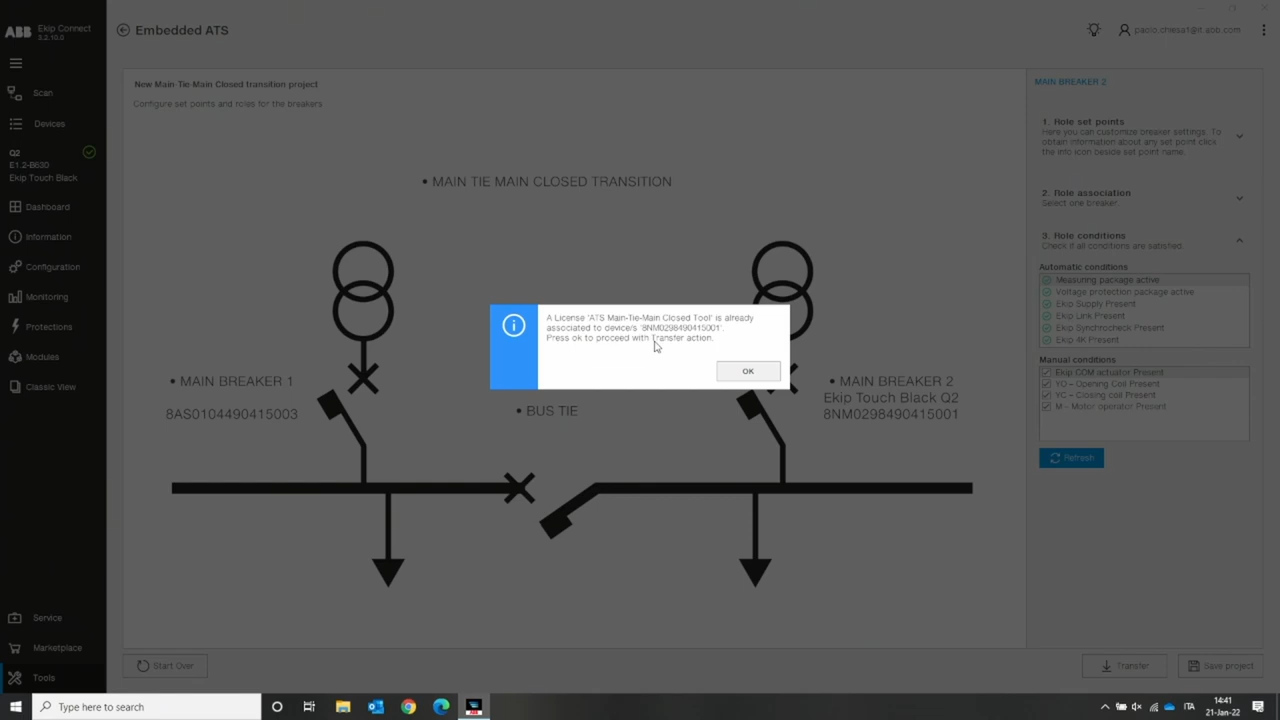 ABB
Ekip Connect
3.2.10.0
Embedded ATS
paolo.chiesa1@it.abb.com
Scan
Devices
Q2
E1.2-B630
Ekip Touch Black
Dashboard
Information
Configuration
Monitoring
Protections
Modules
Classic View
Service
Marketplace
Tools
New Main-Tie-Main Closed transition project
Configure set points and roles for the breakers
• MAIN TIE MAIN CLOSED TRANSITION
• MAIN BREAKER 1
8AS0104490415003
• BUS TIE
• MAIN BREAKER 2
Ekip Touch Black Q2
8NM0298490415001
A License 'ATS Main-Tie-Main Closed Tool' is already
associated to device/s '8NM0298490415001'.
Press ok to proceed with Transfer action.
OK
MAIN BREAKER 2
1. Role set points
Here you can customize breaker settings. To
obtain information about any set point click
the info icon beside set point name.
2. Role association
Select one breaker.
3. Role conditions
Check if all conditions are satisfied.
Automatic conditions
Measuring package active
Voltage protection package active
Ekip Supply Present
Ekip Link Present
Ekip Synchrocheck Present
Ekip 4K Present
Manual conditions
Ekip COM actuator Present
YO – Opening Coil Present
YC – Closing coil Present
M – Motor operator Present
Refresh
Start Over
Transfer
Save project
Type here to search
ABB
ITA
14:41
21-Jan-22